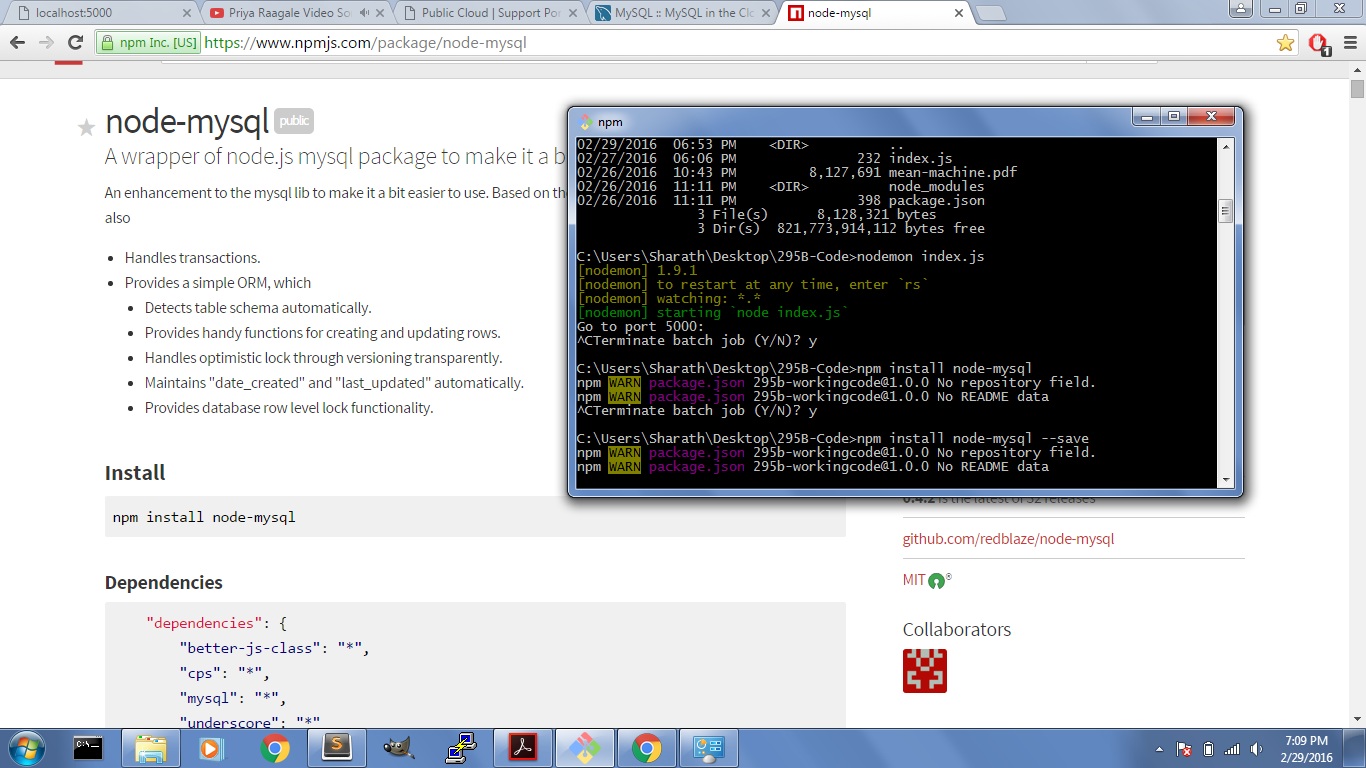 localhost:5000
Priya Raagale Video So
Public Cloud | Support Por
MySQL :: MySQL in the Clo
node-mysql
npm Inc. [US]
https://www.npmjs.com/package/node-mysql
1
node-mysql
public
A wrapper of node.js mysql package to make it a b
An enhancement to the mysql lib to make it a bit easier to use. Based on the
also
Handles transactions.
Provides a simple ORM, which
Detects table schema automatically.
Provides handy functions for creating and updating rows.
Handles optimistic lock through versioning transparently.
Maintains "date_created" and "last_updated" automatically.
Provides database row level lock functionality.
Install
npm install node-mysql
Dependencies
"dependencies": {
"better-js-class": "*",
"cps": "*",
"mysql": "*",
"underscore": "*"
npm
02/29/2016  06:53 PM    <DIR>          ..
02/27/2016  06:06 PM               232 index.js
02/26/2016  10:43 PM         8,127,691 mean-machine.pdf
02/26/2016  11:11 PM    <DIR>          node_modules
02/26/2016  11:11 PM               398 package.json
3 File(s)      8,128,321 bytes
3 Dir(s)  821,773,914,112 bytes free
C:\Users\Sharath\Desktop\295B-Code>nodemon index.js
[nodemon] 1.9.1
[nodemon] to restart at any time, enter `rs`
[nodemon] watching: *.*
[nodemon] starting `node index.js`
Go to port 5000:
^CTerminate batch job (Y/N)? y
C:\Users\Sharath\Desktop\295B-Code>npm install node-mysql
npm WARN package.json 295b-workingcode@1.0.0 No repository field.
npm WARN package.json 295b-workingcode@1.0.0 No README data
^CTerminate batch job (Y/N)? y
C:\Users\Sharath\Desktop\295B-Code>npm install node-mysql --save
npm WARN package.json 295b-workingcode@1.0.0 No repository field.
npm WARN package.json 295b-workingcode@1.0.0 No README data
0.4.2 is the latest of 32 releases
github.com/redblaze/node-mysql
MIT
Collaborators
C:\
S
7:09 PM
2/29/2016